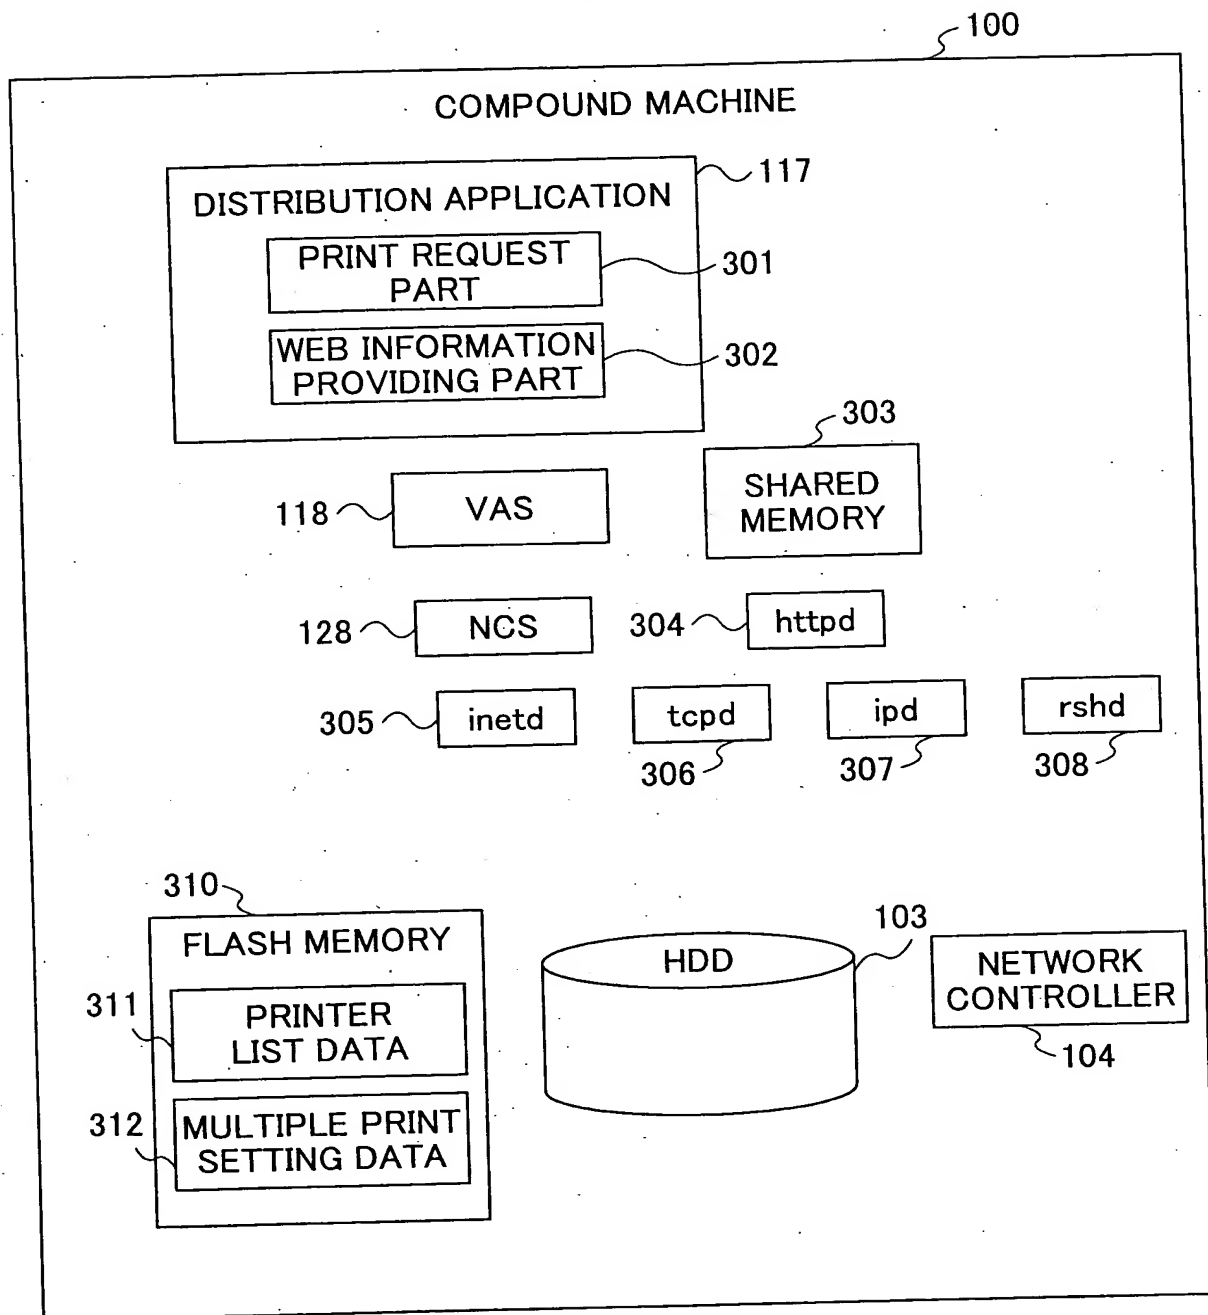 100
COMPOUND MACHINE
117
DISTRIBUTION APPLICATION
PRINT REQUEST
PART
301
WEB INFORMATION
PROVIDING PART
302
303
118
VAS
SHARED
MEMORY
128
NCS
304
httpd
305
inetd
tcpd
ipd
rshd
306
307
308
310
FLASH MEMORY
103
HDD
NETWORK
CONTROLLER
311
PRINTER
LIST DATA
104
312
MULTIPLE PRINT
SETTING DATA